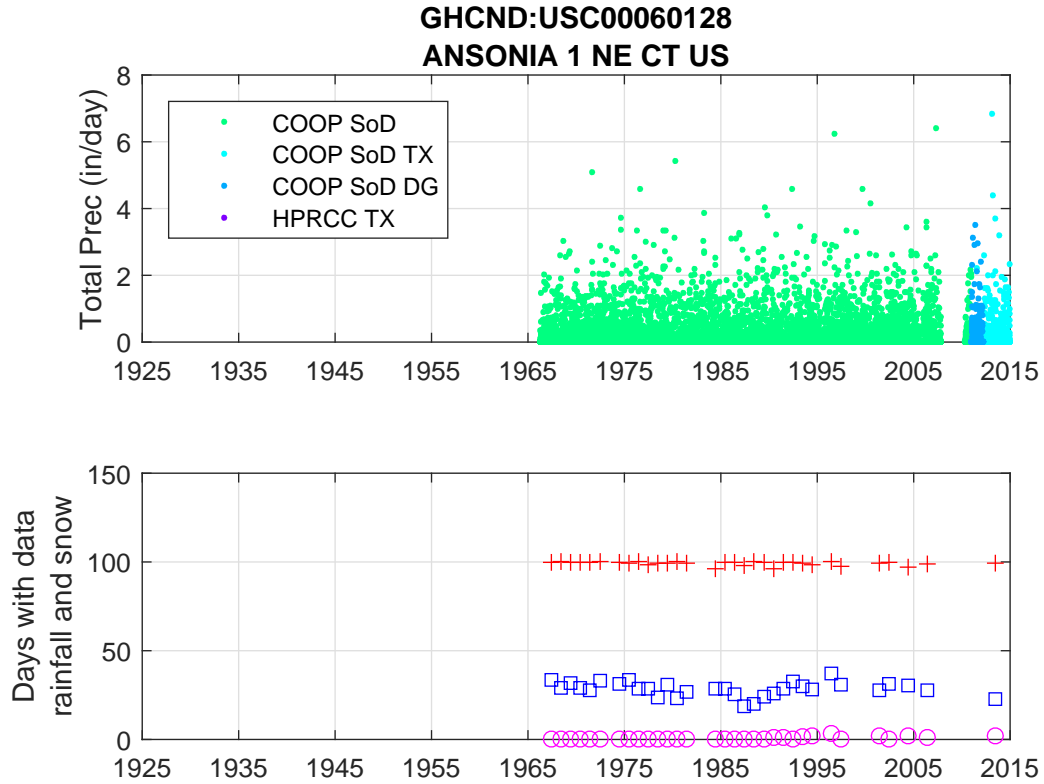 GHCND:USC00060128
ANSONIA 1 NE CT US
Total Prec (in/day)
8
6
4
2
0
COOP SoD
COOP SoD TX
COOP SoD DG
HPRCC TX
1925 1935 1945 1955 1965 1975 1985 1995 2005 2015
Days with data
rainfall and snow
150
100
50
0
1925 1935 1945 1955 1965 1975 1985 1995 2005 2015